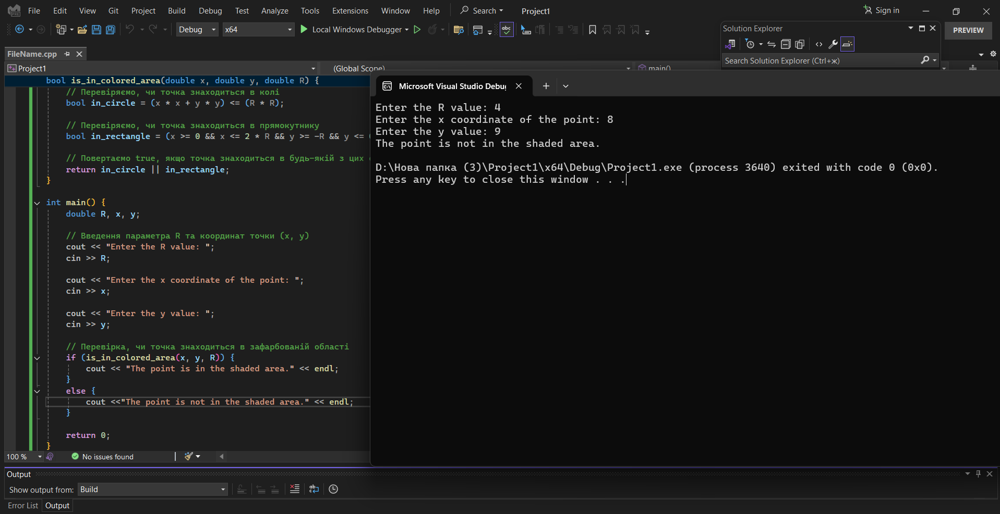 File Edit View Git Project Build Debug Test Analyze Tools Extensions Window Help Search Project1 Sign in
PRE
Debug x64 Local Windows Debugger abc
Solution Explorer
PREVIEW
Search Solution Explorer (Ctrl+ж)
FileName.cpp
Project1 (Global Scope) main()
bool is_in_colored_area(double x, double y, double R) {
// Перевіряємо, чи точка знаходиться в колі
bool in_circle = (x * x + y * y) <= (R * R);
// Перевіряємо, чи точка знаходиться в прямокутнику
bool in_rectangle = (x >= 0 && x <= 2 * R && y >= -R && y <=
// Повертаємо true, якщо точка знаходиться в будь-якій з цих
return in_circle || in_rectangle;
}
int main() {
double R, x, y;
// Введення параметра R та координат точки (x, y)
cout << "Enter the R value: ";
cin >> R;
cout << "Enter the x coordinate of the point: ";
cin >> x;
cout << "Enter the y value: ";
cin >> y;
// Перевірка, чи точка знаходиться в зафарбованій області
if (is_in_colored_area(x, y, R)) {
cout << "The point is in the shaded area." << endl;
}
else {
cout <<"The point is not in the shaded area." << endl;
}
return 0;
}
Microsoft Visual Studio Debug
Enter the R value: 4
Enter the x coordinate of the point: 8
Enter the y value: 9
The point is not in the shaded area.
D:\Нова папка (3)\Project1\x64\Debug\Project1.exe (process 3640) exited with code 0 (0x0).
Press any key to close this window . . .
100 % No issues found
Output
Show output from: Build
Error List Output